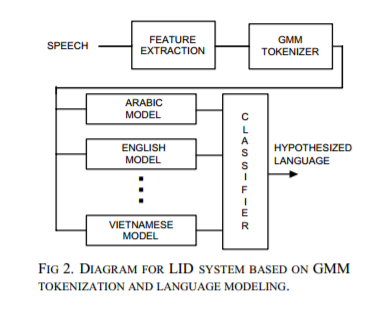 SPEECH
FEATURE
EXTRACTION
GMM
TOKENIZER
ARABIC
MODEL
ENGLISH
MODEL
VIETNAMESE
MODEL
CLASSIFIER
HYPOTHESIZED
LANGUAGE
FIG 2. DIAGRAM FOR LID SYSTEM BASED ON GMM
TOKENIZATION AND LANGUAGE MODELING.